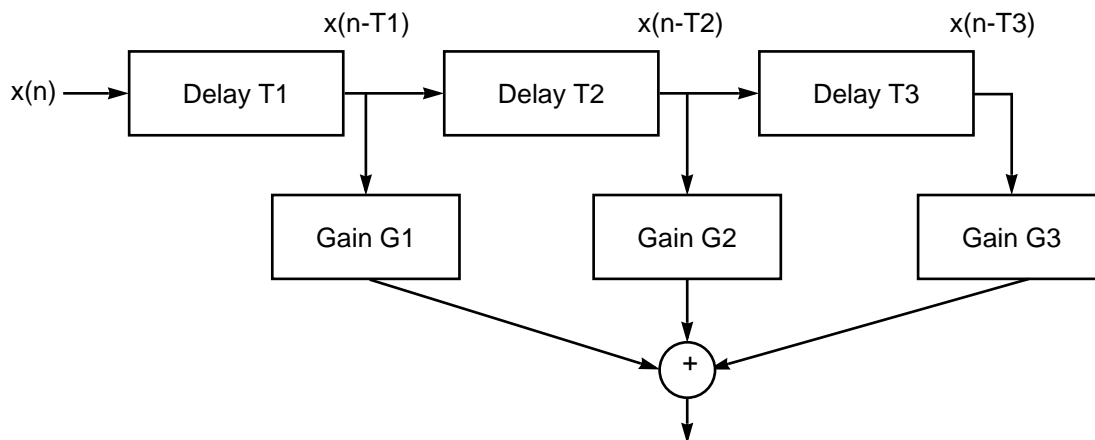 x(n-T1)
x(n-T2)
x(n-T3)
x(n)
Delay T1
Delay T2
Delay T3
Gain G1
Gain G2
Gain G3
+